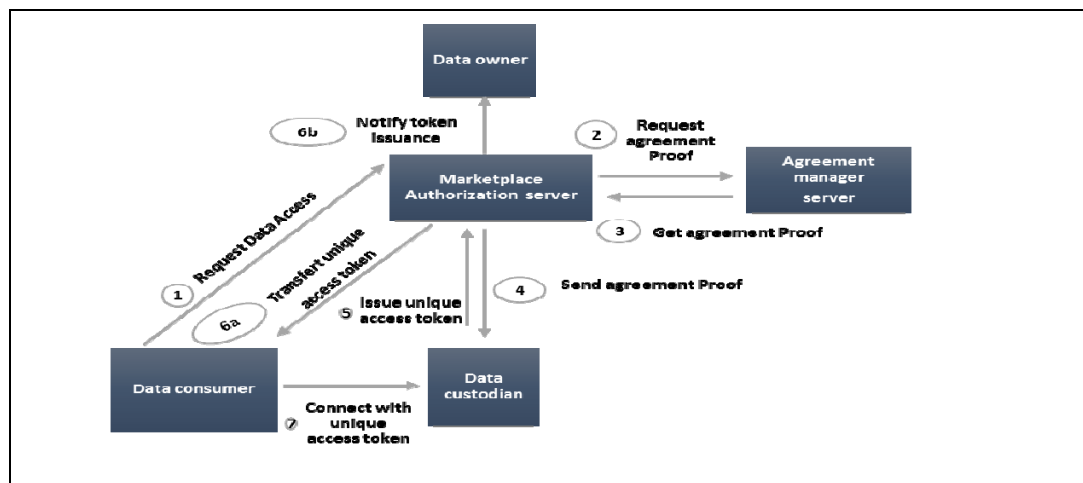 Data owner
6b
Notify token
issuance
2
Request
agreement
Proof
Marketplace
Authorization server
Agreement
manager
server
3
Get agreement Proof
1
Request Data Access
6a
Transfert unique
access token
5
Issue unique
access token
4
Send agreement Proof
Data consumer
Data
custodian
7
Connect with
unique
access token